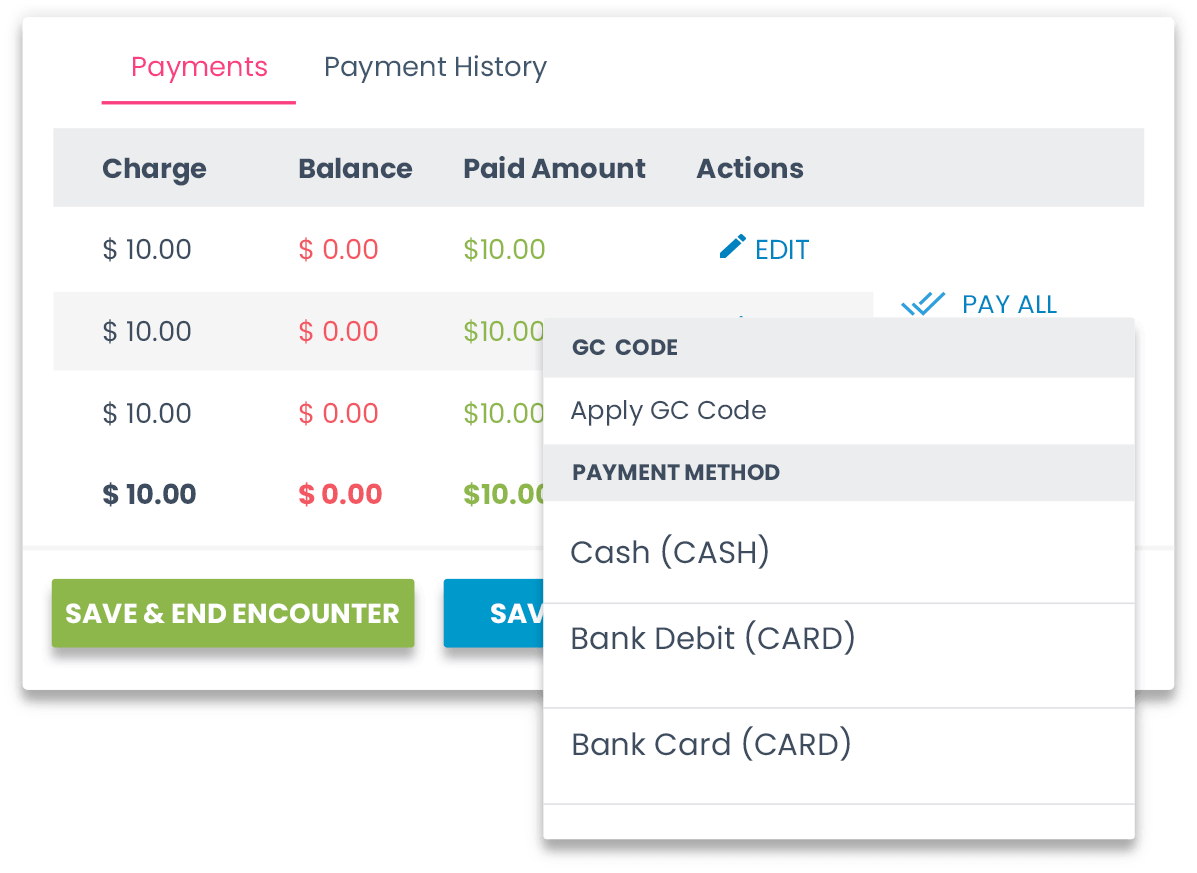 Payments Payment History
Charge Balance Paid Amount Actions
$ 10.00 $ 0.00 $10.00 EDIT
PAY ALL
$ 10.00 $ 0.00 $10.00
GC CODE
$ 10.00 $ 0.00 $10.00
Apply GC Code
PAYMENT METHOD
$ 10.00 $ 0.00 $10.00
Cash (CASH)
SAVE & END ENCOUNTER SAV
Bank Debit (CARD)
Bank Card (CARD)